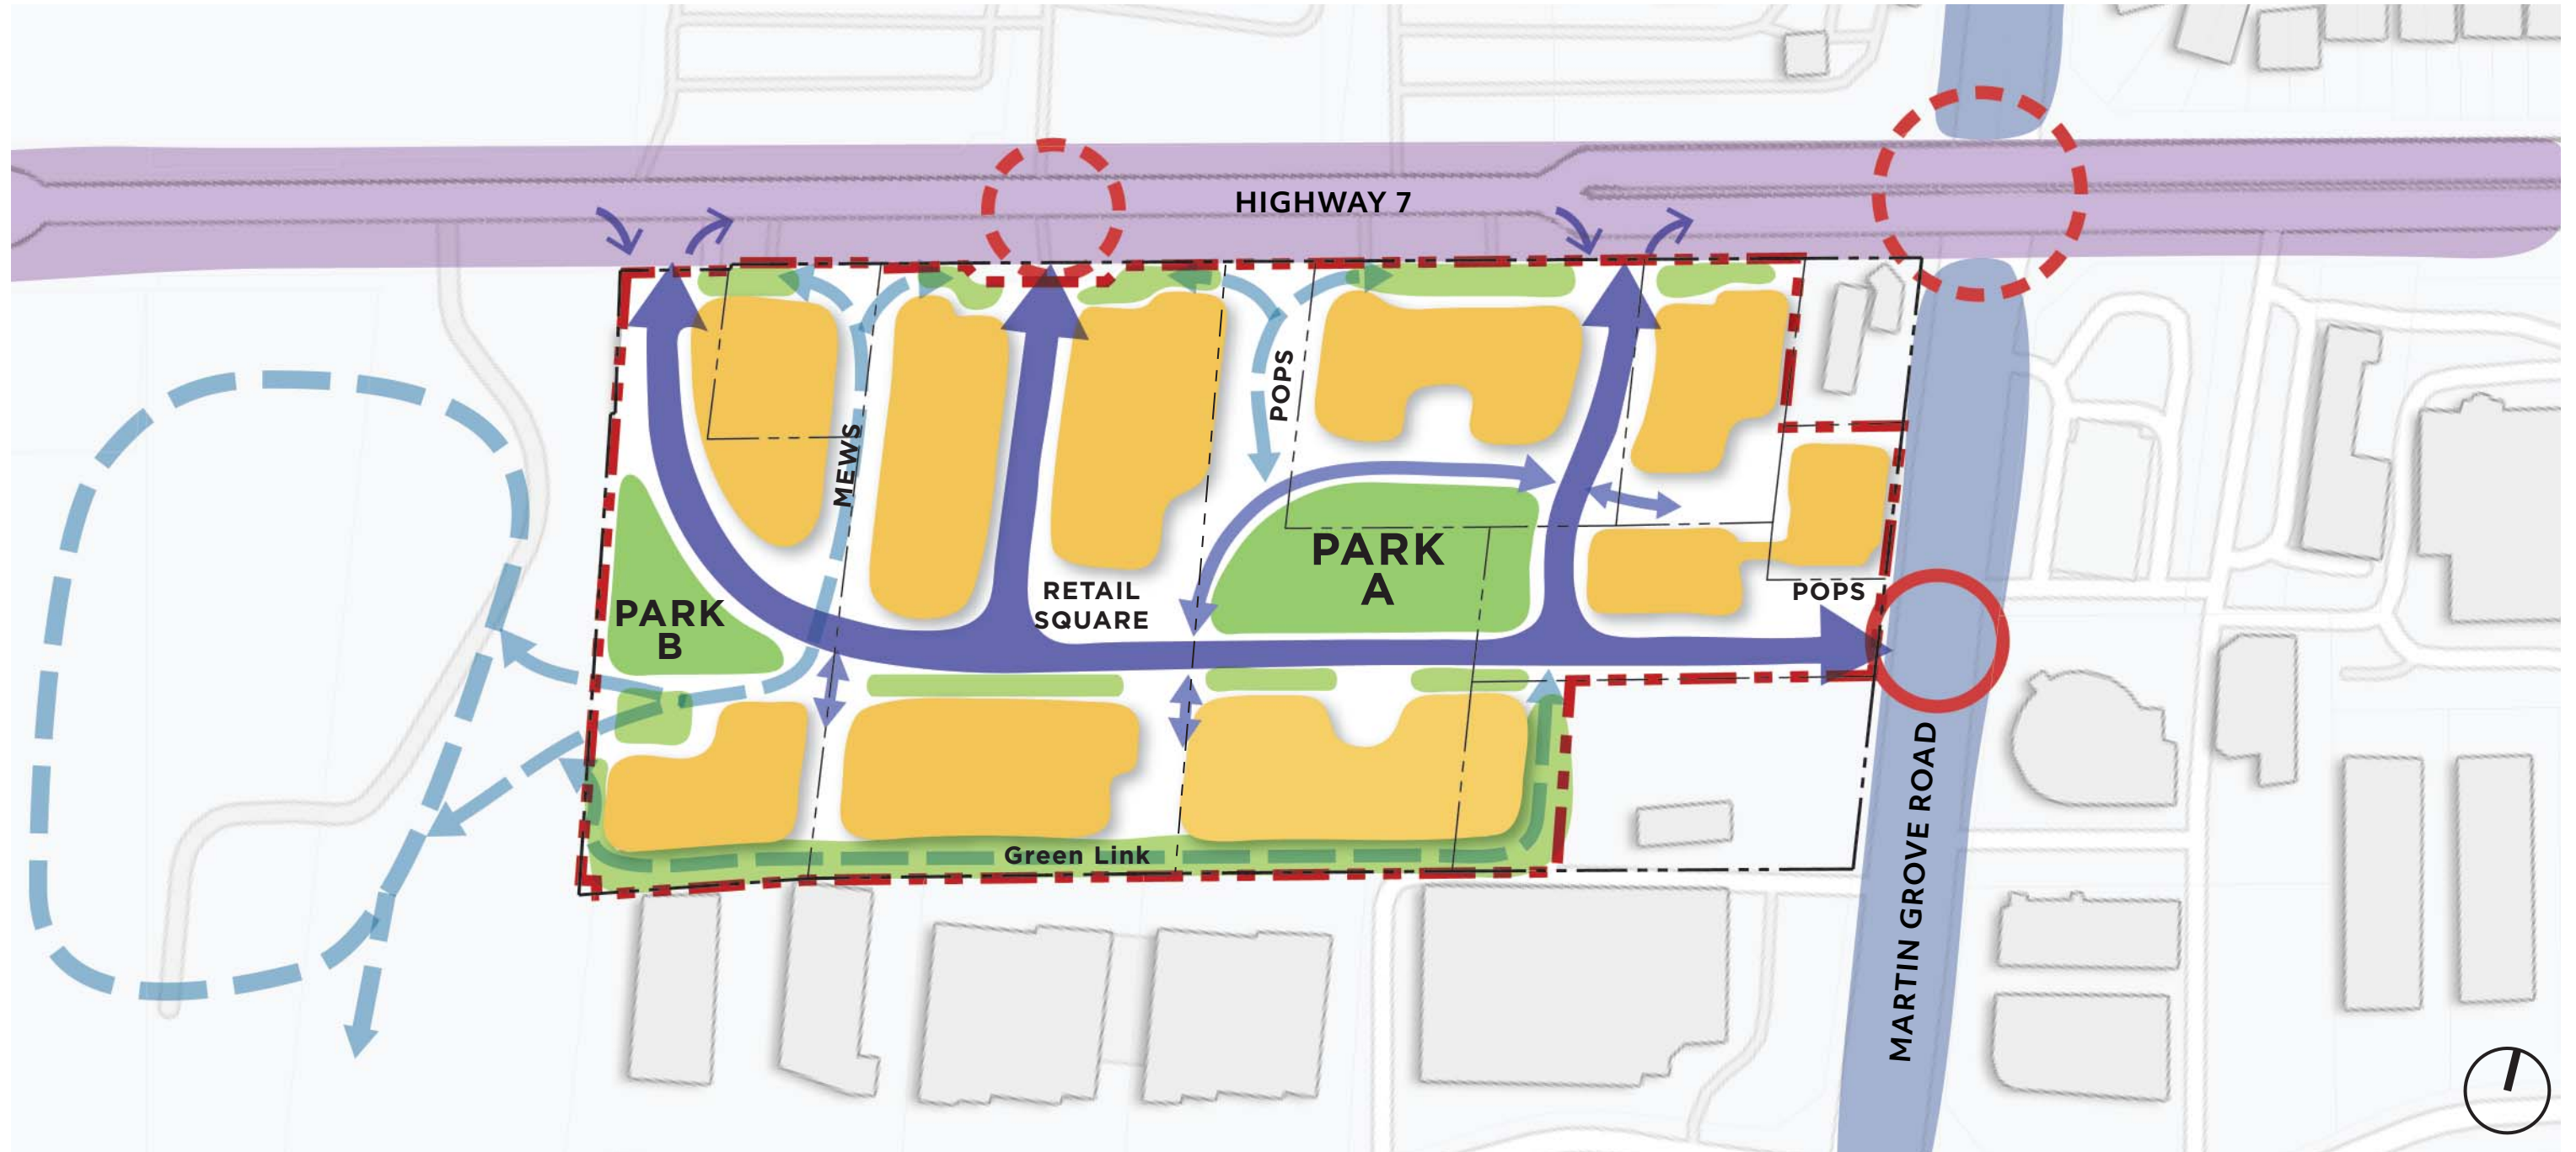 HIGHWAY 7
POPS
MEWS
PARK
A
RETAIL
SQUARE
POPS
PARK
B
Green Link
MARTIN GROVE ROAD